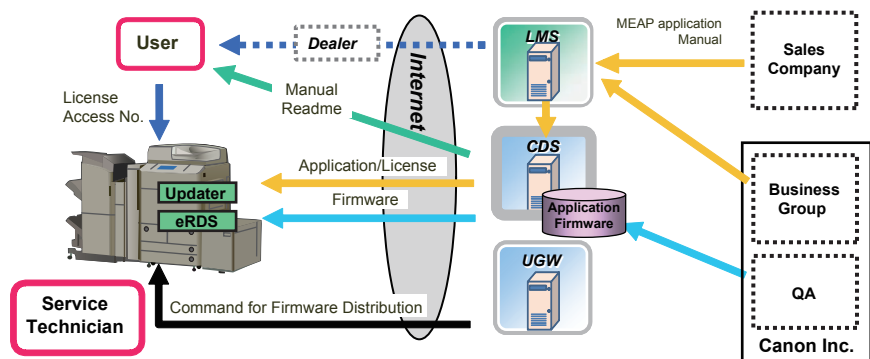 User
Dealer
LMS
MEAP application
Manual
Sales
Company
Internet
License
Access No.
Manual
Readme
CDS
Application/License
Updater
Firmware
eRDS
Application
Firmware
Business
Group
UGW
QA
Service
Technician
Command for Firmware Distribution
Canon Inc.